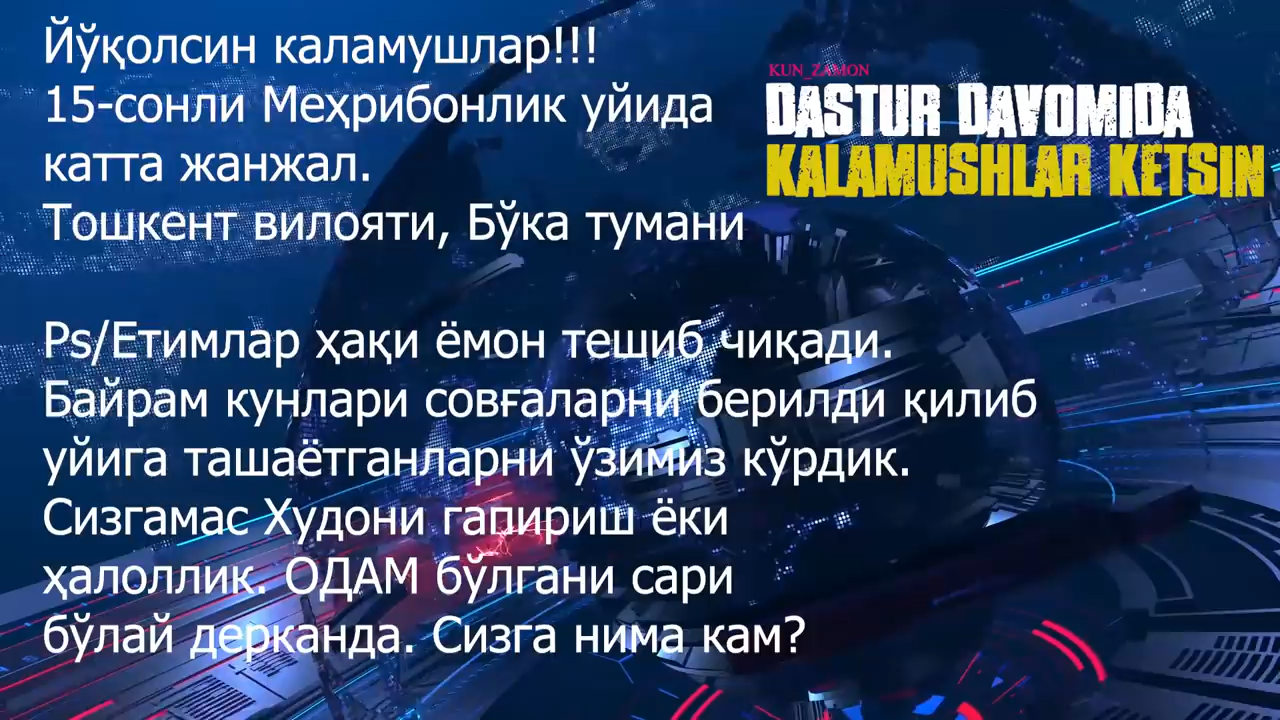 Йўқолсин каламушлар!!!
15-сонли Меҳрибонлик уйида
катта жанжал.
Тошкент вилояти, Бўка тумани
KUN_ZAMON
DASTUR DAVOMIDA
KALAMUSHLAR KETSIN
Ps/Етимлар ҳақи ёмон тешиб чиқади.
Байрам кунлари совғаларни берилди қилиб
уйига ташаётганларни ўзимиз кўрдик.
Сизгамас Худони гапириш ёки
ҳалоллик. ОДАМ бўлгани сари
бўлай дерканда. Сизга нима кам?